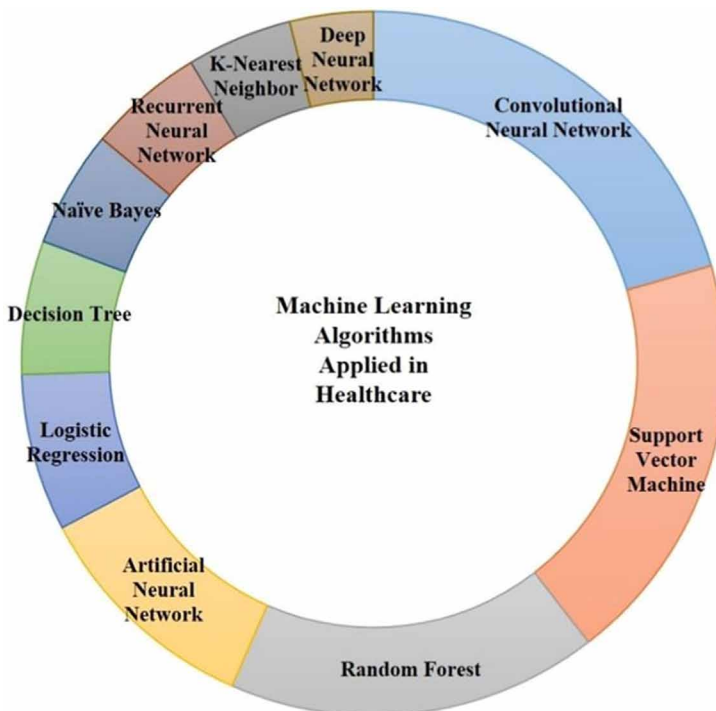 Machine Learning
Algorithms
Applied in
Healthcare
Convolutional
Neural Network
Support
Vector
Machine
Random Forest
Artificial
Neural
Network
Logistic
Regression
Decision Tree
Naïve Bayes
Recurrent
Neural
Network
K-Nearest
Neighbor
Deep
Neural
Network